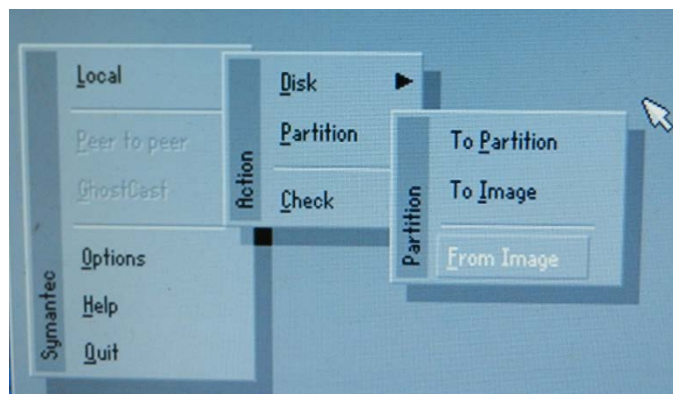 Local
Peer to peer
GhostCast
Options
Help
Quit
Symantec
Disk
Partition
Check
Action
To Partition
To Image
From Image
Partition